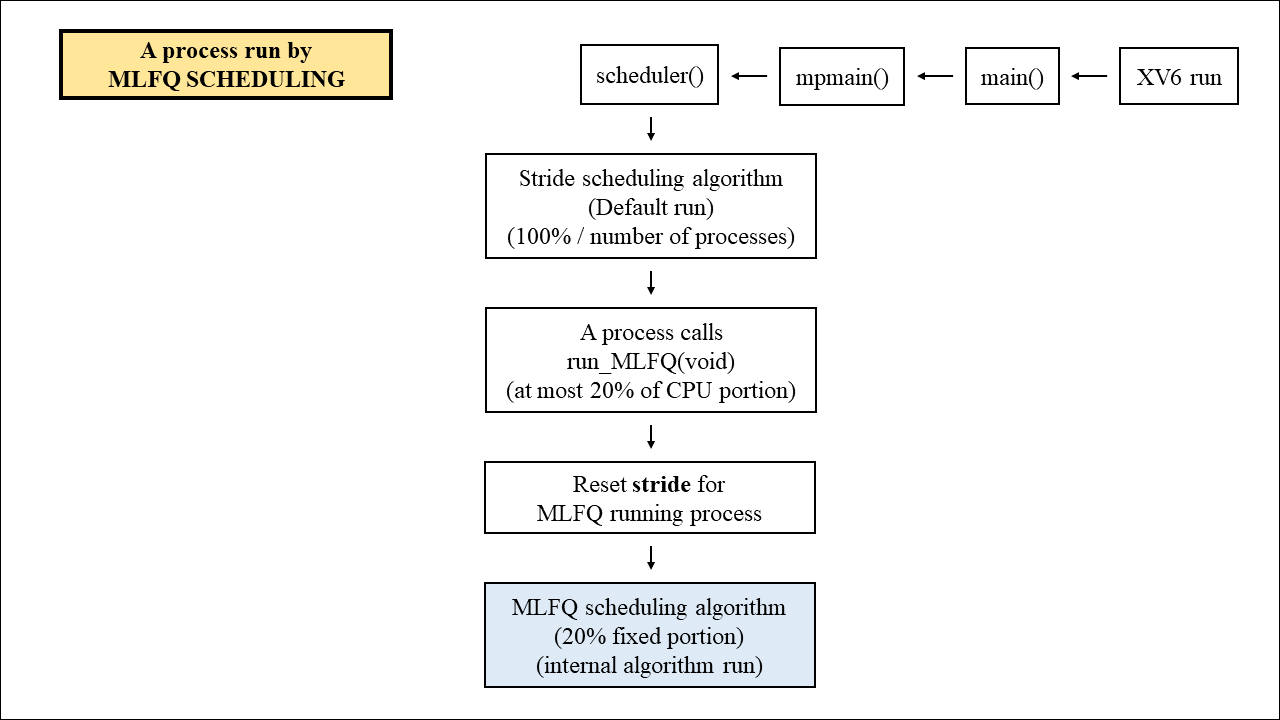 A process run by
MLFQ SCHEDULING
scheduler()
mpmain()
main()
XV6 run
Stride scheduling algorithm
(Default run)
(100% / number of processes)
A process calls
run_MLFQ(void)
(at most 20% of CPU portion)
Reset stride for
MLFQ running process
MLFQ scheduling algorithm
(20% fixed portion)
(internal algorithm run)